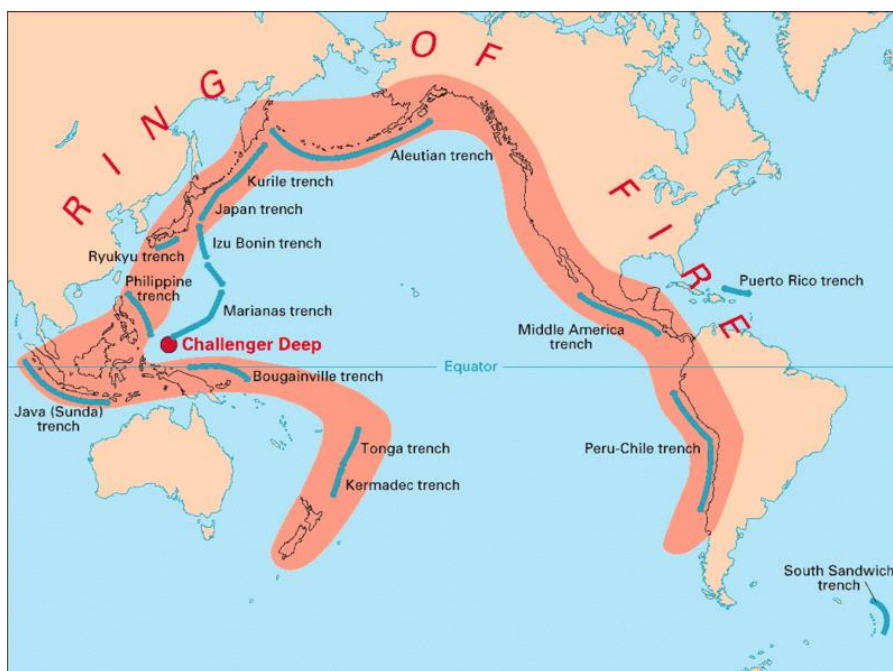 RING OF FIRE
Aleutian trench
Kurile trench
Japan trench
Izu Bonin trench
Ryukyu trench
Philippine
trench
Marianas trench
Challenger Deep
Bougainville trench
Java (Sunda)
trench
Equator
Tonga trench
Kermadec trench
Puerto Rico trench
Middle America
trench
Peru-Chile trench
South Sandwich
trench